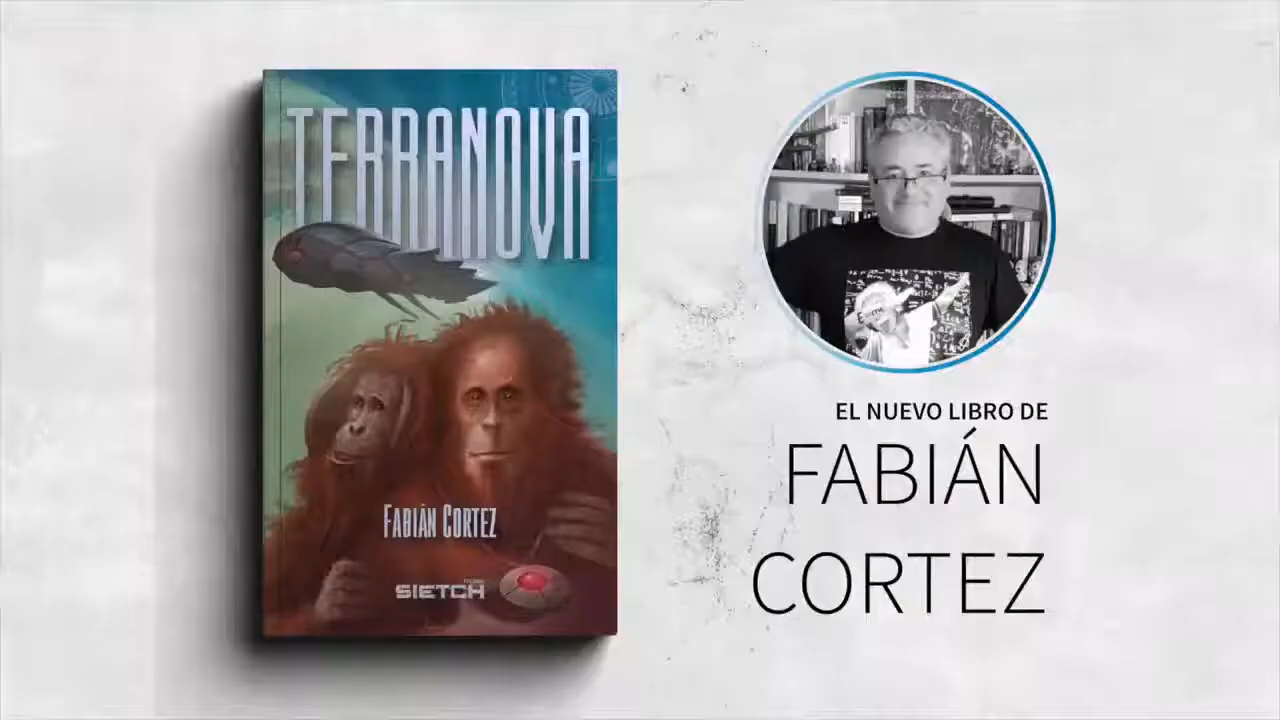 TERRANOVA
FABIÁN CORTEZ
SIETCH
EL NUEVO LIBRO DE
FABIÁN
CORTEZ